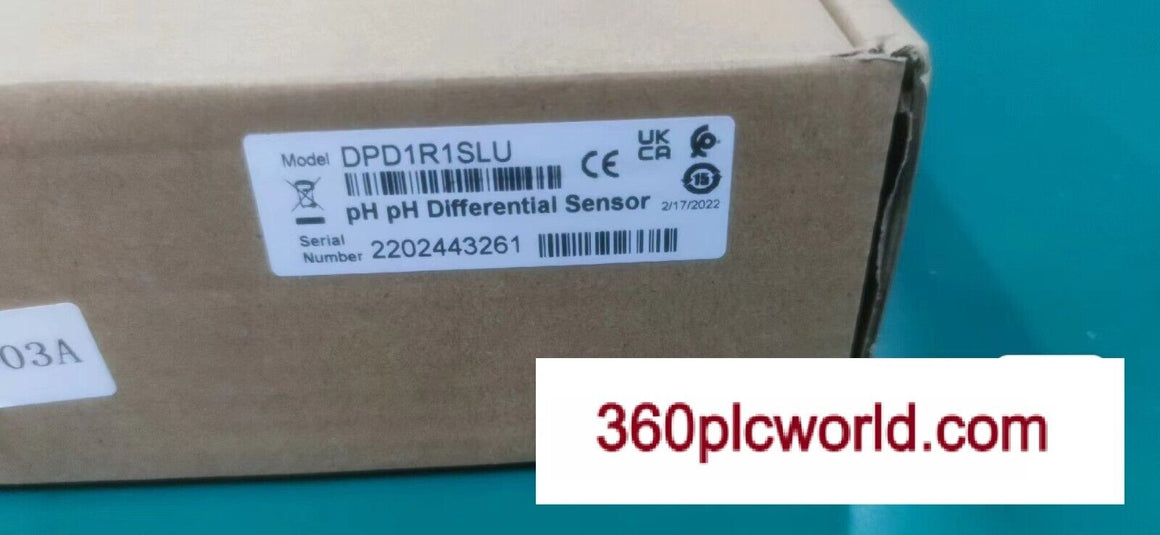 Model DPD1R1SLU
CE
UK
CA
15
pH pH Differential Sensor 2/17/2022
Serial
Number 2202443261
03A
360plcworld.com